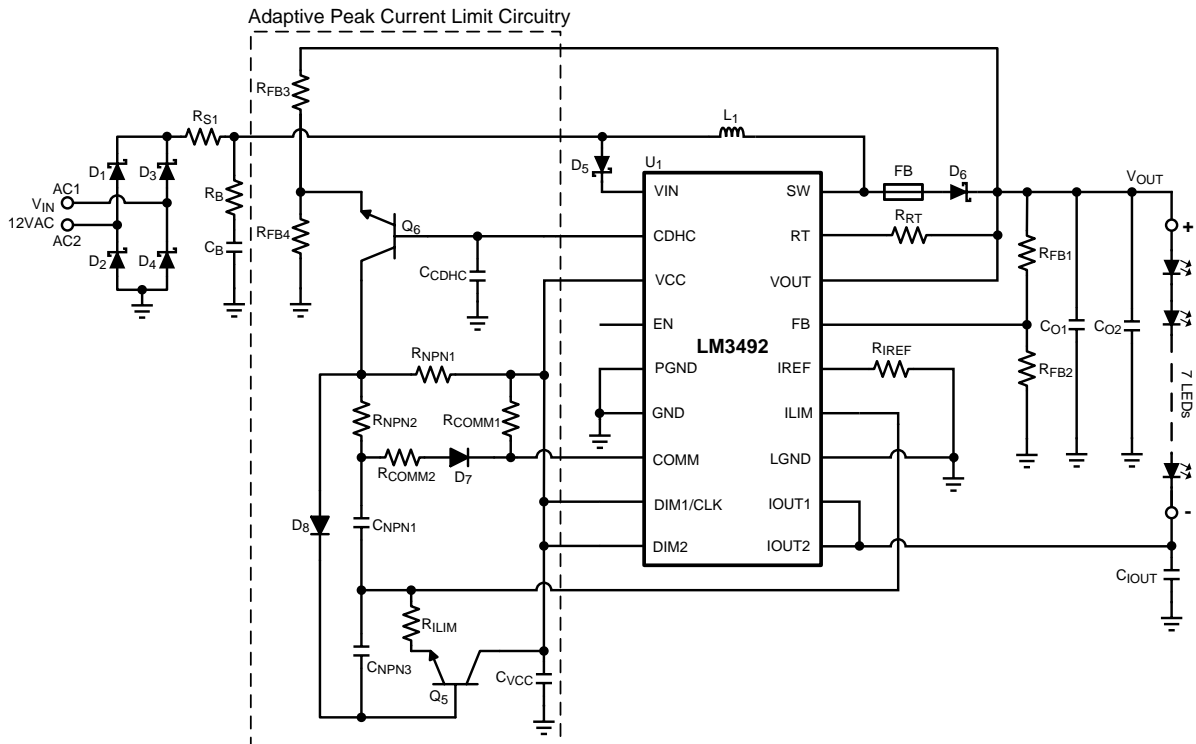 Adaptive Peak Current Limit Circuitry
RFB3
RS1
L1
D5
U1
FB
D6
VOUT
D1
D3
AC1
VIN
12VAC
AC2
D2
D4
RB
CB
RFB4
Q6
CCDHC
VIN
CDHC
VCC
EN
PGND
GND
COMM
DIM1/CLK
DIM2
LM3492
SW
RT
VOUT
FB
IREF
ILIM
LGND
IOUT1
IOUT2
RRT
RIREF
RFB1
RFB2
CO1
CO2
+
7 LEDs
-
CIOUT
RNPN1
RNPN2
RCOMM1
RCOMM2
D7
D8
CNPN1
RILIM
CNPN3
Q5
CVCC